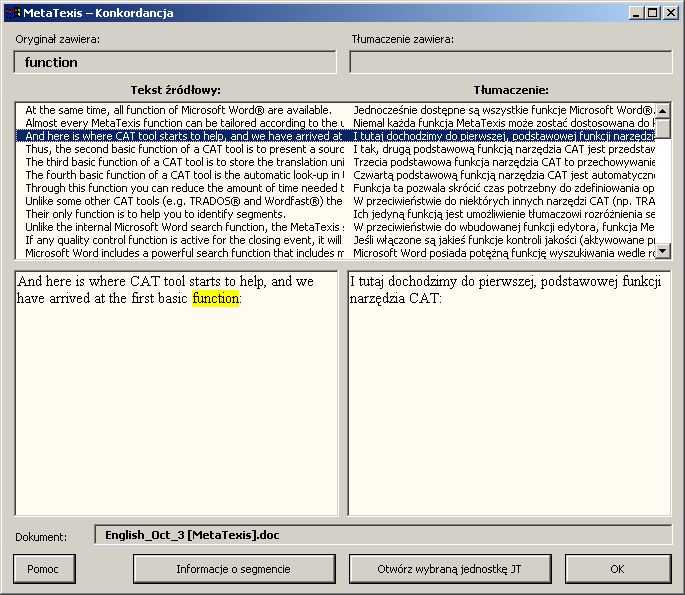 MetaTexis – Konkordancja
Oryginał zawiera: Tłumaczenie zawiera:
function
Tekst źródłowy: Tłumaczenie:
At the same time, all function of Microsoft Word® are available. Jednocześnie dostępne są wszystkie funkcje Microsoft Word®.
Almost every MetaTexis function can be tailored according to the u Niemal każda funkcja MetaTexis może zostać dostosowana do
And here is where CAT tool starts to help, and we have arrived at I tutaj dochodzimy do pierwszej, podstawowej funkcji narzędzi
Thus, the second basic function of a CAT tool is to present a sourc I tak, drugą podstawową funkcją narzędzia CAT jest przedstaw
The third basic function of a CAT tool is to store the translation uni Trzecia podstawowa funkcja narzędzia CAT to przechowywanie
The fourth basic function of a CAT tool is the automatic look-up in Czwartą podstawową funkcją narzędzia CAT jest automatyczne
Through this function you can reduce the amount of time needed t Funkcja ta pozwala skrócić czas potrzebny do zdefiniowania op
Unlike some other CAT tools (e.g. TRADOS® and Wordfast®) the W przeciwieństwie do niektórych innych narzędzi CAT (np. TRA
Their only function is to help you to identify segments. Ich jedyną funkcją jest umożliwienie tłumaczowi rozróżnienia se
Unlike the internal Microsoft Word search function, the MetaTexis s W przeciwieństwie do wbudowanej funkcji edytora, funkcja Me
If any quality control function is active for the closing event, it will Jeśli włączone są jakieś funkcje kontroli jakości (aktywowane p
Microsoft Word includes a powerful search function that includes m Microsoft Word posiada potężną funkcję wyszukiwania wedle ro
And here is where CAT tool starts to help, and we
have arrived at the first basic function:
I tutaj dochodzimy do pierwszej, podstawowej funkcji
narzędzia CAT:
Dokument: English_Oct_3 [MetaTexis].doc
Pomoc Informacje o segmencie Otwórz wybraną jednostkę JT OK